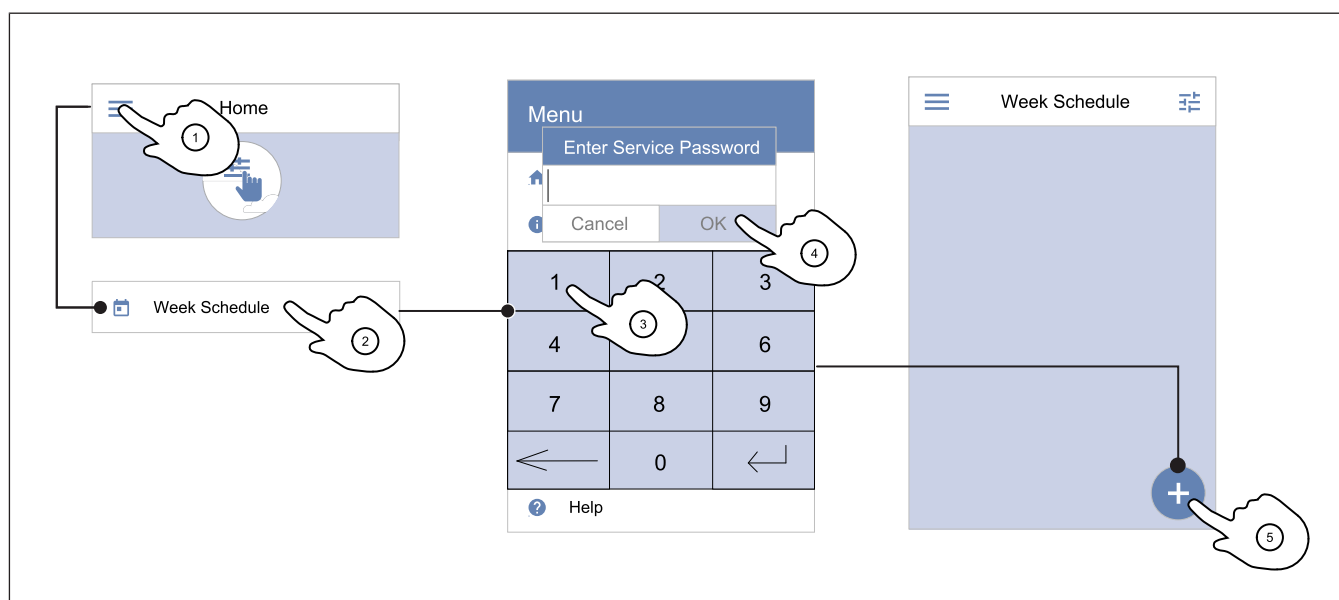 Home
1
Week Schedule
2
Menu
Enter Service Password
Cancel OK
4
1 2 3
3
4 6
7 8 9
0
Help
Week Schedule
5